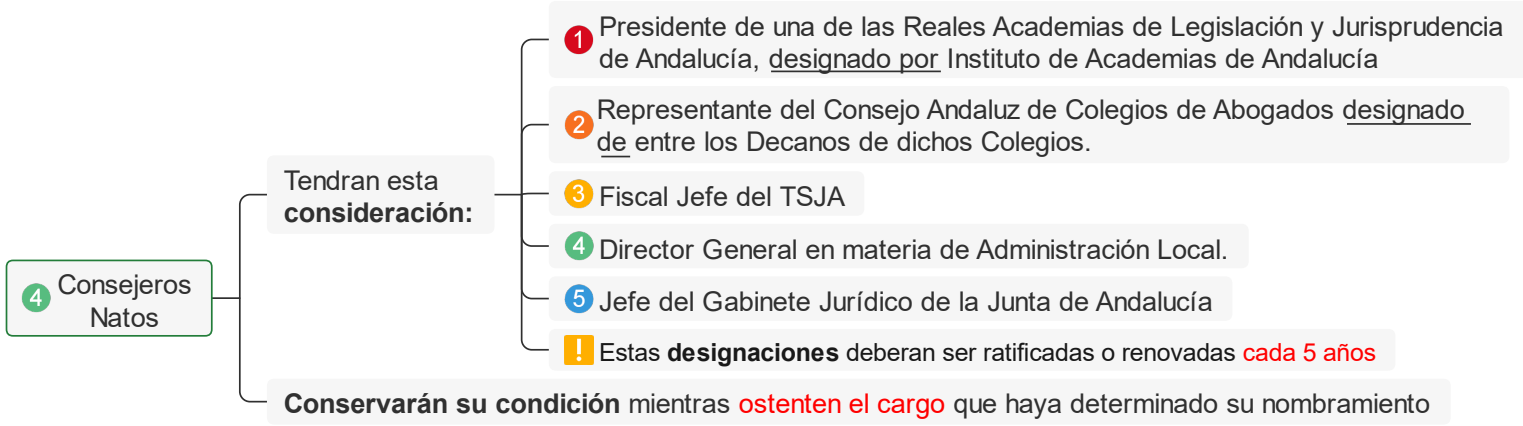 1 Presidente de una de las Reales Academias de Legislación y Jurisprudencia
de Andalucía, designado por Instituto de Academias de Andalucía
2 Representante del Consejo Andaluz de Colegios de Abogados designado
de entre los Decanos de dichos Colegios.
Tendran esta
consideración:
3 Fiscal Jefe del TSJA
4 Director General en materia de Administración Local.
4 Consejeros
Natos
5 Jefe del Gabinete Jurídico de la Junta de Andalucía
! Estas designaciones deberan ser ratificadas o renovadas cada 5 años
Conservarán su condición mientras ostenten el cargo que haya determinado su nombramiento